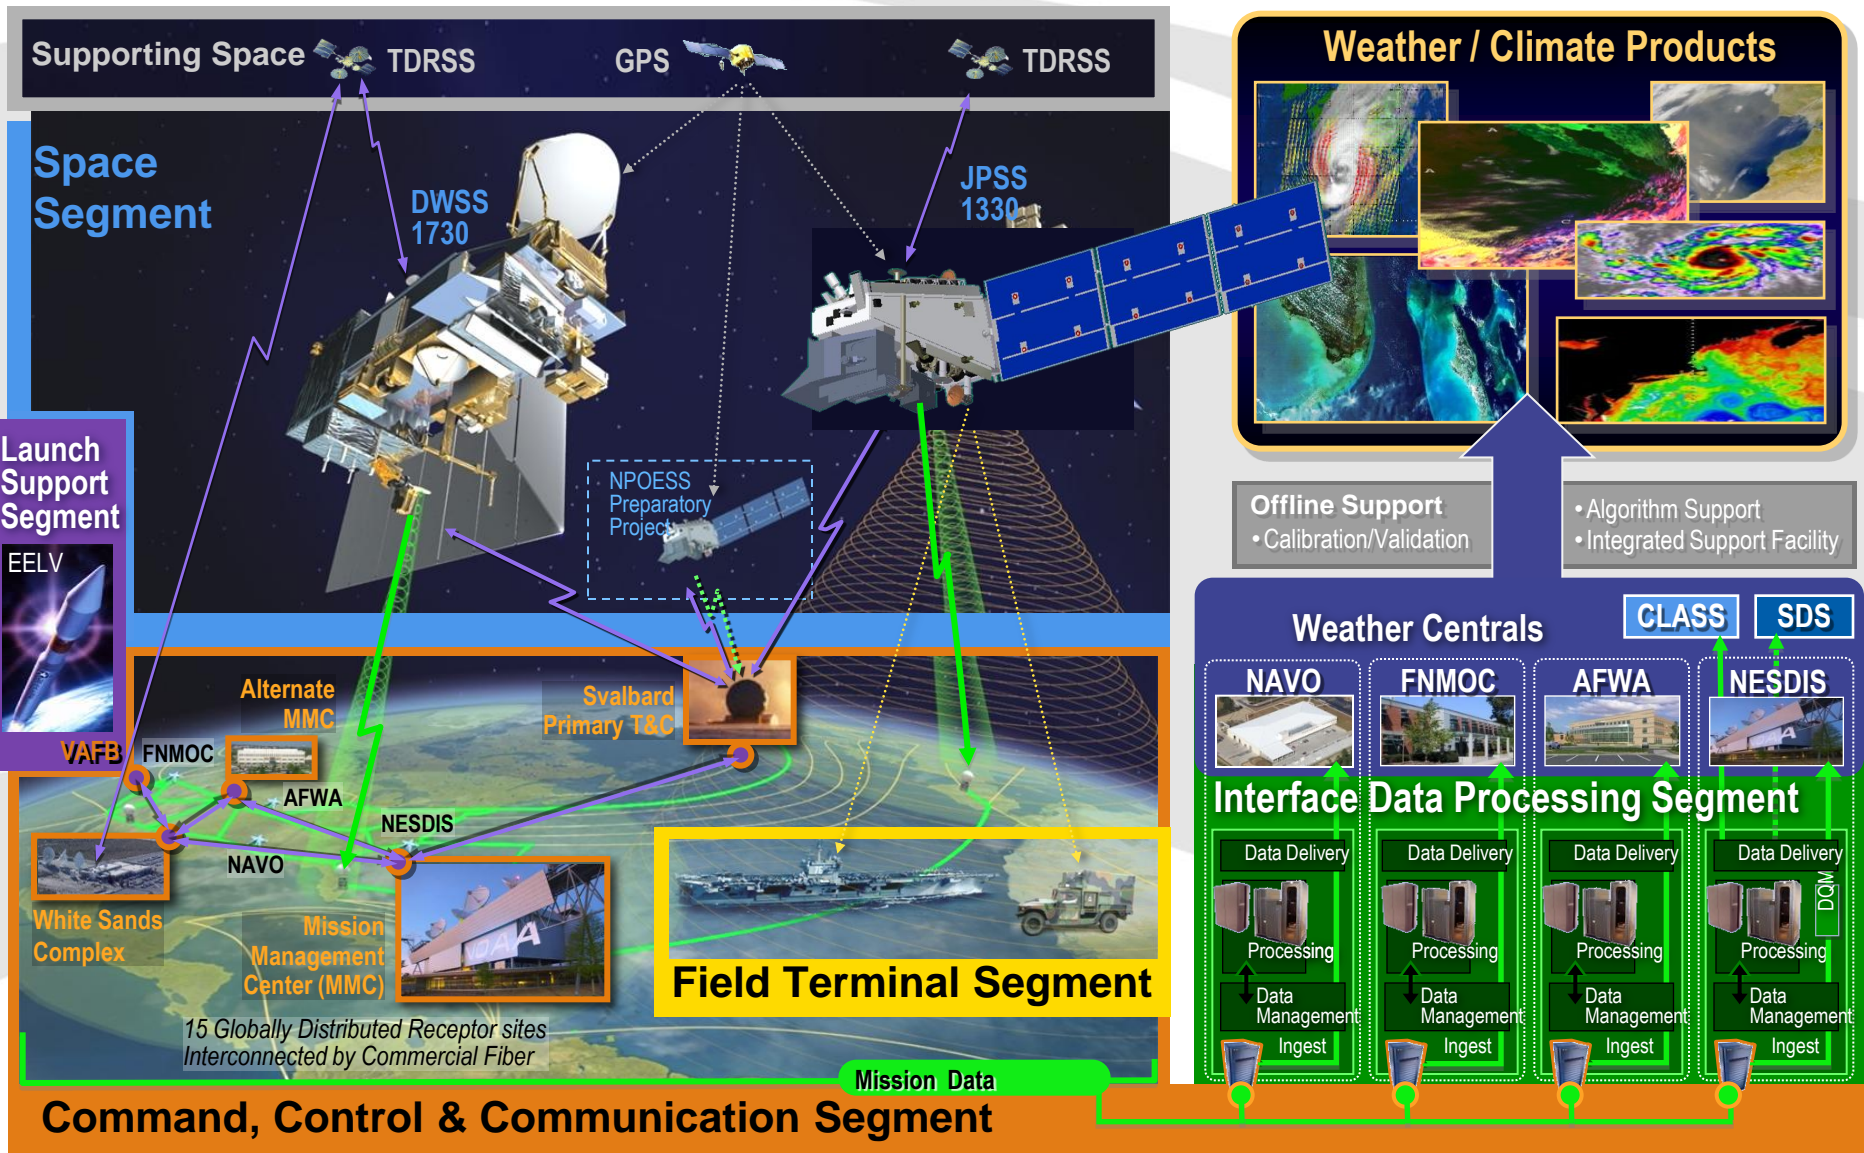 Supporting Space
TDRSS
GPS
TDRSS
Space
Segment
DWSS
1730
JPSS
1330
NPOESS
Preparatory
Project
Launch
Support
Segment
EELV
VAFB
FNMOC
Alternate
MMC
AFWA
Svalbard
Primary T&C
NESDIS
NAVO
White Sands
Complex
Mission
Management
Center (MMC)
NOAA
15 Globally Distributed Receptor sites
Interconnected by Commercial Fiber
Field Terminal Segment
Mission Data
Command, Control & Communication Segment
Weather / Climate Products
Offline Support
• Calibration/Validation
• Algorithm Support
• Integrated Support Facility
Weather Centrals
CLASS
SDS
NAVO
FNMOC
AFWA
NESDIS
Interface Data Processing Segment
Data Delivery
Processing
Data
Management
Ingest
Data Delivery
Processing
Data
Management
Ingest
Data Delivery
Processing
Data
Management
Ingest
Data Delivery
DQM
Processing
Data
Management
Ingest